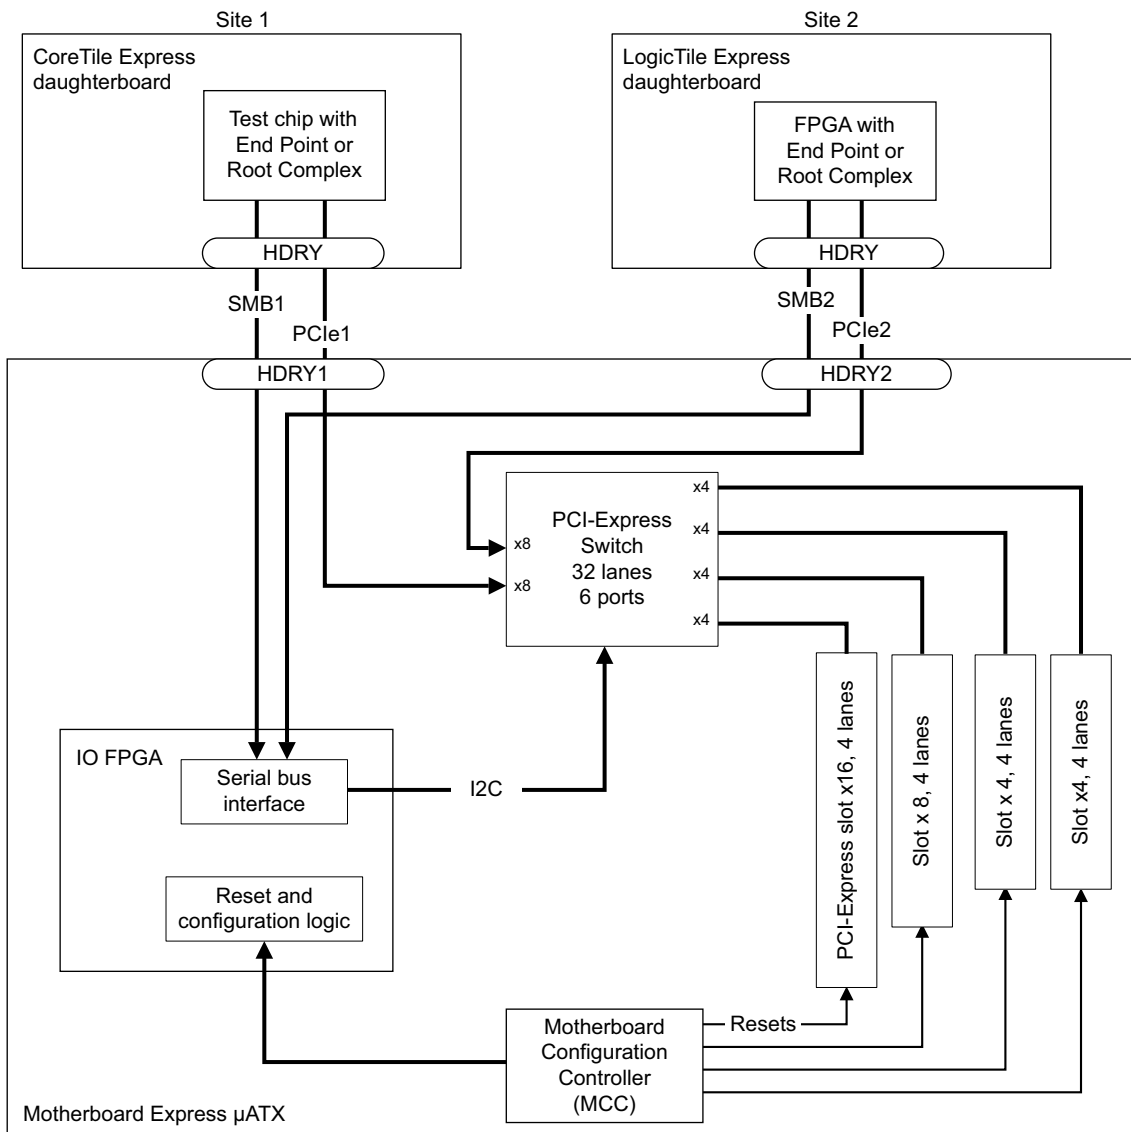 Site 1
Site 2
CoreTile Express
daughterboard
Test chip with
End Point or
Root Complex
HDRY
LogicTile Express
daughterboard
FPGA with
End Point or
Root Complex
HDRY
SMB1
PCIe1
SMB2
PCIe2
HDRY1
HDRY2
PCI-Express
Switch
32 lanes
6 ports
x8
x8
x4
x4
x4
x4
PCI-Express slot x16, 4 lanes
Slot x 8, 4 lanes
Slot x 4, 4 lanes
Slot x4, 4 lanes
IO FPGA
Serial bus
interface
I2C
Reset and
configuration logic
Motherboard
Configuration
Controller
(MCC)
Resets
Motherboard Express µATX